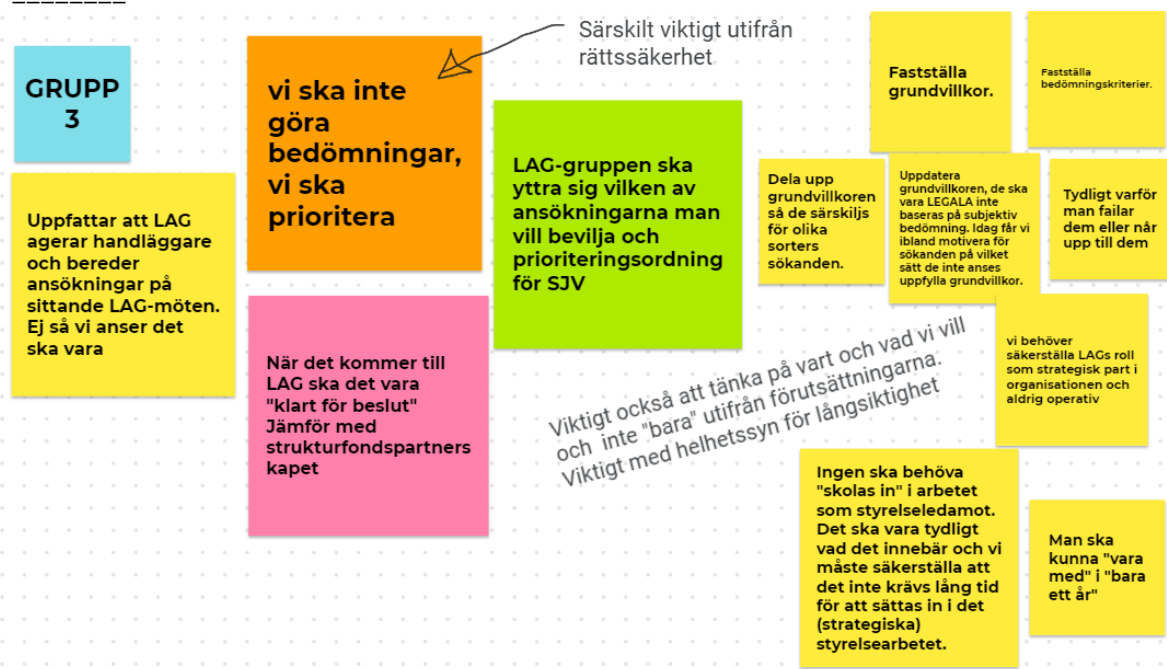 GRUPP
3
Uppfattar att LAG
agerar handläggare
och bereder
ansökningar på
sittande LAG-möten.
Ej så vi anser det
ska vara
vi ska inte
göra
bedömningar,
vi ska
prioritera
Särskilt viktigt utifrån
rättssäkerhet
När det kommer till
LAG ska det vara
"klart för beslut"
Jämför med
strukturfondspartners
kapet
LAG-gruppen ska
yttra sig vilken av
ansökningarna man
vill bevilja och
prioriteringsordning
för SJV
Viktigt också att tänka på vart och vad vi vill
och  inte "bara" utifrån förutsättningarna.
Viktigt med helhetssyn för långsiktighet
Fastställa
grundvillkor.
Fastställa
bedömningskriterier.
Dela upp
grundvillkoren
så de särskiljs
för olika
sorters
sökanden.
Uppdatera
grundvillkoren, de ska
vara LEGALA inte
baseras på subjektiv
bedömning. Idag får vi
ibland motivera för
sökanden på vilket
sätt de inte anses
uppfylla grundvillkor.
Tydligt varför
man failar
dem eller når
upp till dem
vi behöver
säkerställa LAGs roll
som strategisk part i
organisationen och
aldrig operativ
Ingen ska behöva
"skolas in" i arbetet
som styrelseledamot.
Det ska vara tydligt
vad det innebär och vi
måste säkerställa att
det inte krävs lång tid
för att sättas in i det
(strategiska)
styrelsearbetet.
Man ska
kunna "vara
med" i "bara
ett år"